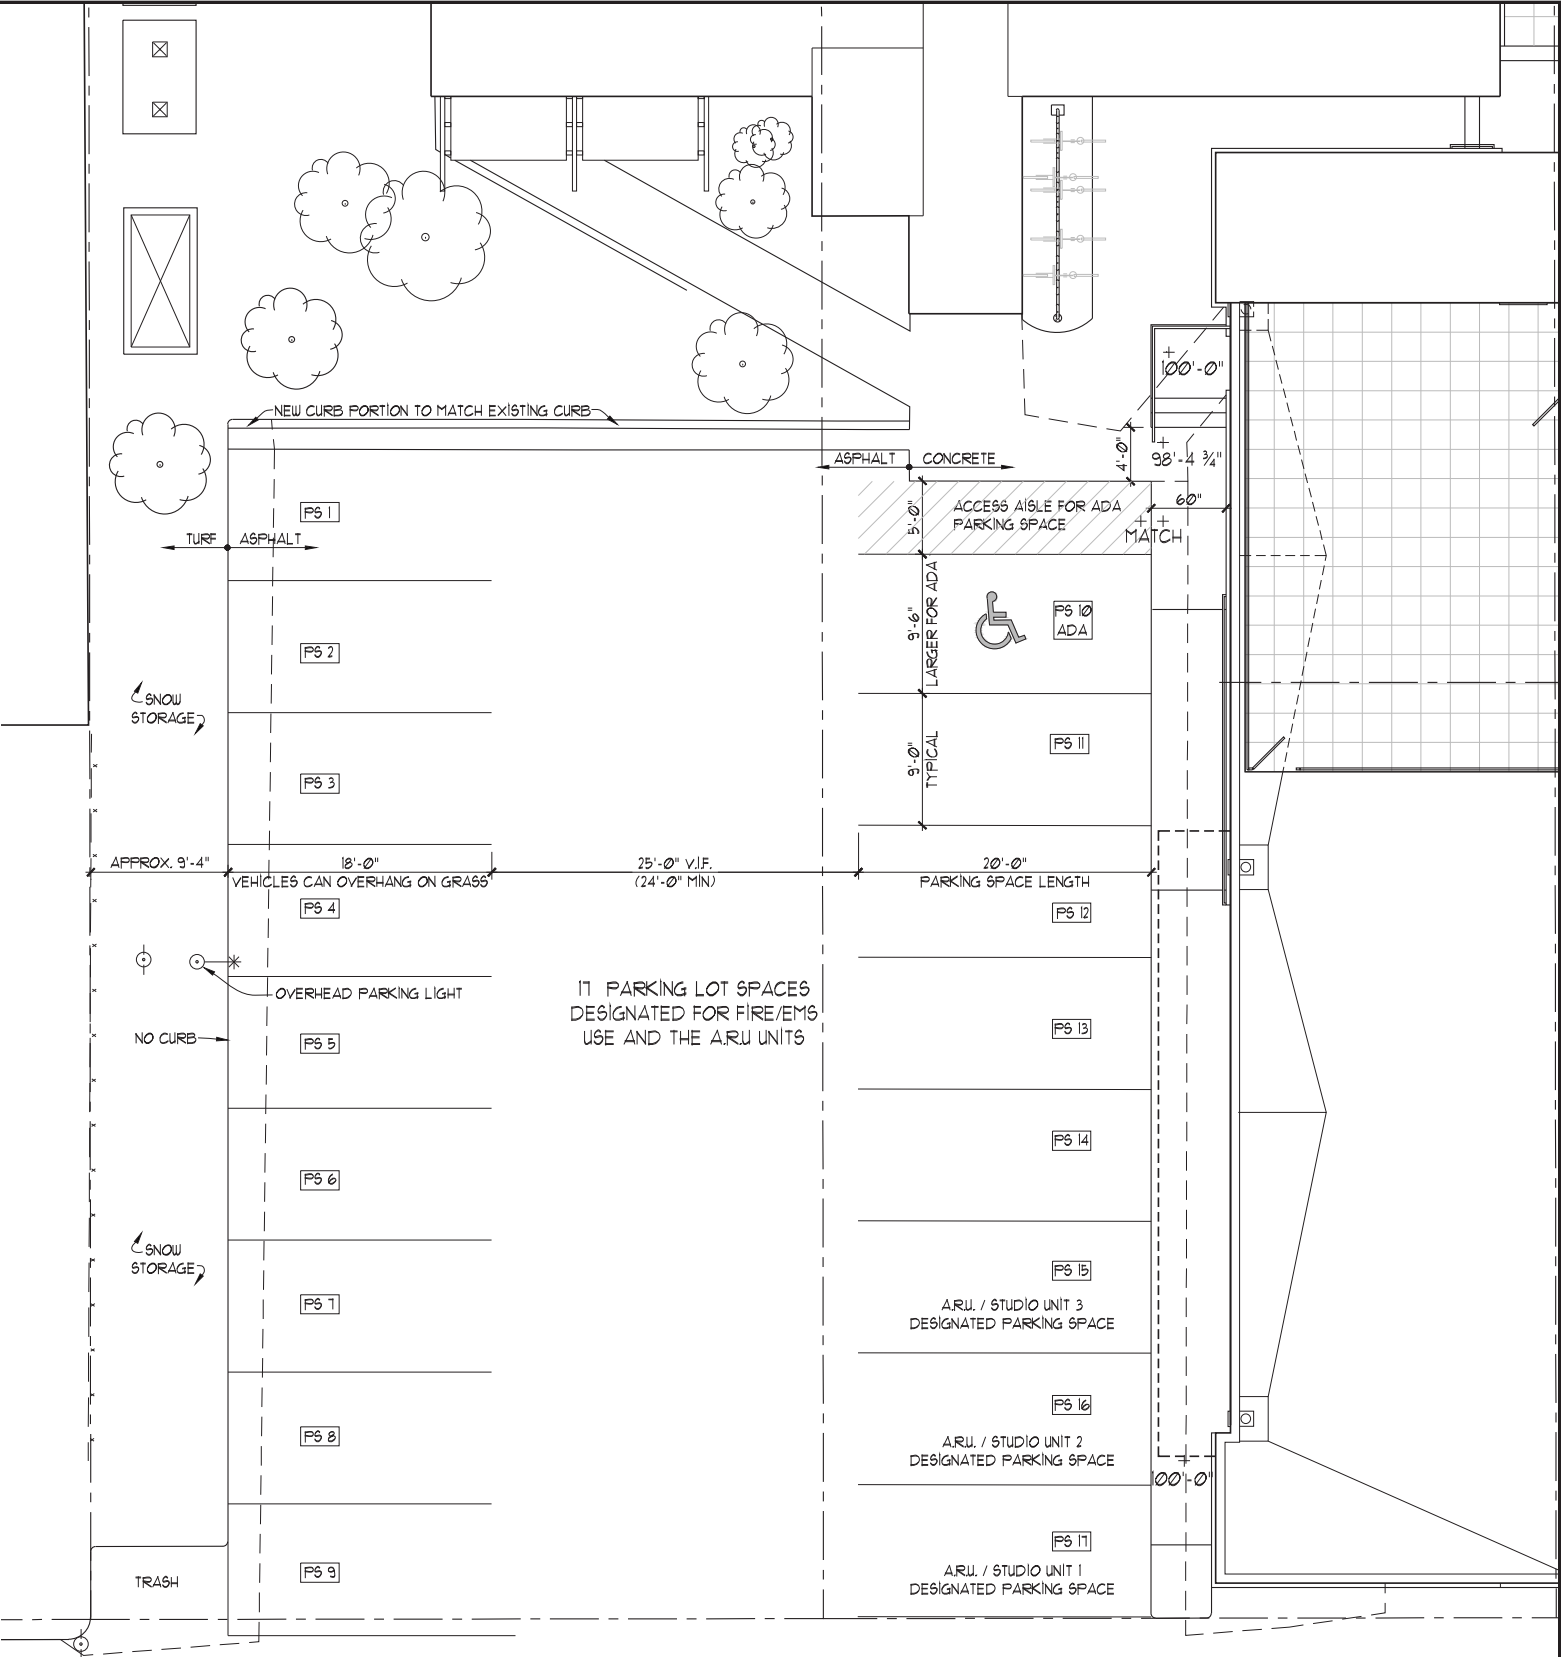 NEW CURB PORTION TO MATCH EXISTING CURB
100'-0"
ASPHALT
CONCRETE
4'-0"
98'-4 3/4"
60"
PS 1
5'-0"
ACCESS AISLE FOR ADA
PARKING SPACE
MATCH
TURF
ASPHALT
PS 2
9'-6"
LARGER FOR ADA
PS 10
ADA
SNOW
STORAGE
PS 3
9'-0"
TYPICAL
PS 11
APPROX. 9'-4"
18'-0"
25'-0" V.I.F.
20'-0"
VEHICLES CAN OVERHANG ON GRASS
(24'-0" MIN)
PARKING SPACE LENGTH
PS 4
PS 12
OVERHEAD PARKING LIGHT
17 PARKING LOT SPACES
DESIGNATED FOR FIRE/EMS
USE AND THE A.R.U UNITS
NO CURB
PS 5
PS 13
PS 6
PS 14
SNOW
STORAGE
PS 7
PS 15
A.R.U. / STUDIO UNIT 3
DESIGNATED PARKING SPACE
PS 8
PS 16
A.R.U. / STUDIO UNIT 2
DESIGNATED PARKING SPACE
100'-0"
PS 9
PS 17
A.R.U. / STUDIO UNIT 1
DESIGNATED PARKING SPACE
TRASH